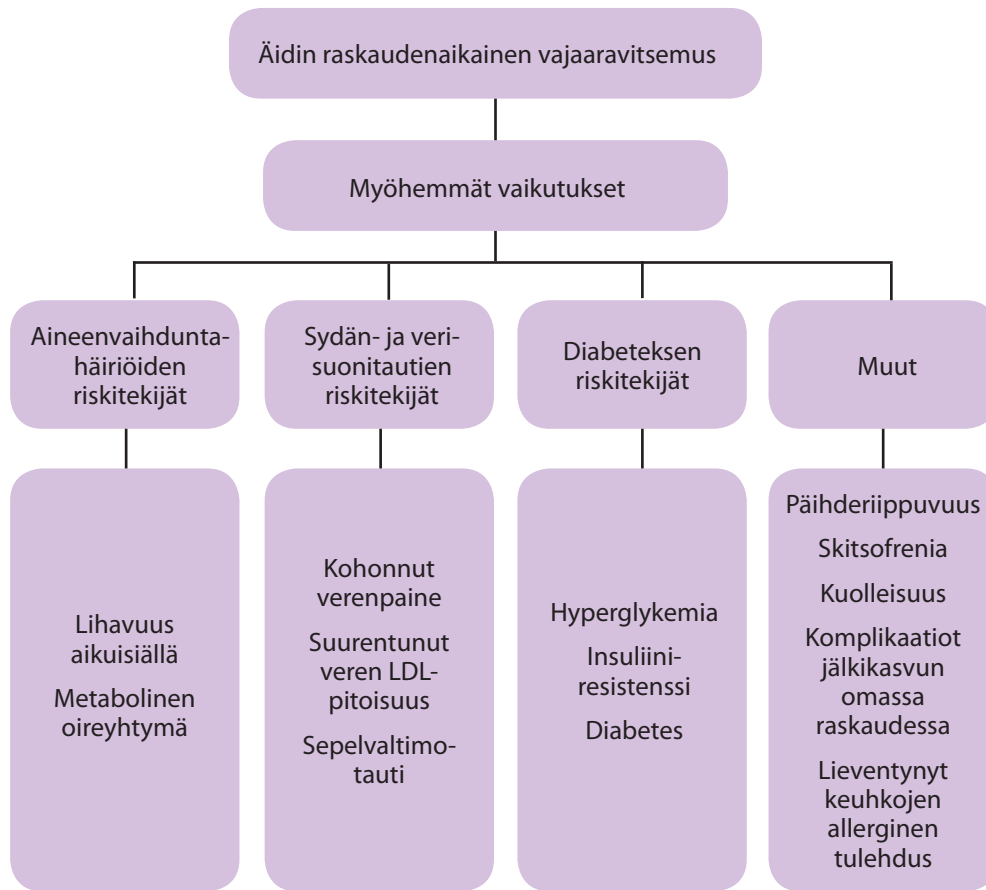 Äidin raskaudenaikainen vajaaravitsemus
Myöhemmät vaikutukset
Aineenvaihdunta-
häiriöiden
riskitekijät
Sydän- ja veri-
suonitautien
riskitekijät
Diabeteksen
riskitekijät
Muut
Lihavuus
aikuisiällä
Metabolinen
oireyhtymä
Kohonnut
verenpaine
Suurentunut
veren LDL-
pitoisuus
Sepelvaltimo-
tauti
Hyperglykemia
Insuliini-
resistenssi
Diabetes
Päihderiippuvuus
Skitsofrenia
Kuolleisuus
Komplikaatiot
jälkikasvun
omassa
raskaudessa
Lieventynyt
keuhkojen
allerginen
tulehdus